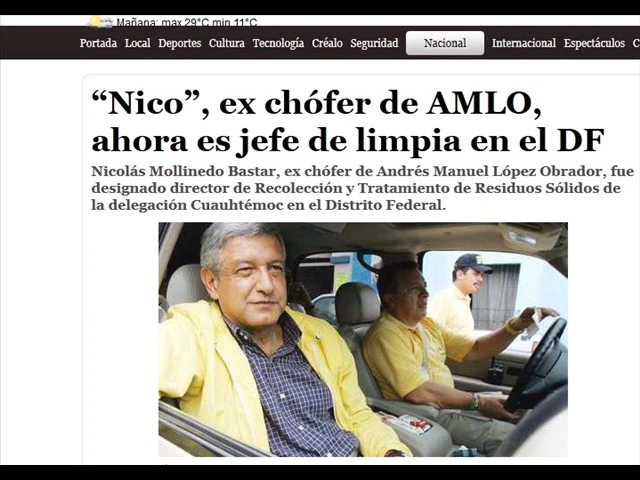 Mañana: max 29°C min 11°C
Portada Local Deportes Cultura Tecnología Créalo Seguridad Nacional Internacional Espectáculos C
“Nico”, ex chófer de AMLO,
ahora es jefe de limpia en el DF
Nicolás Mollinedo Bastar, ex chófer de Andrés Manuel López Obrador, fue
designado director de Recolección y Tratamiento de Residuos Sólidos de
la delegación Cuauhtémoc en el Distrito Federal.